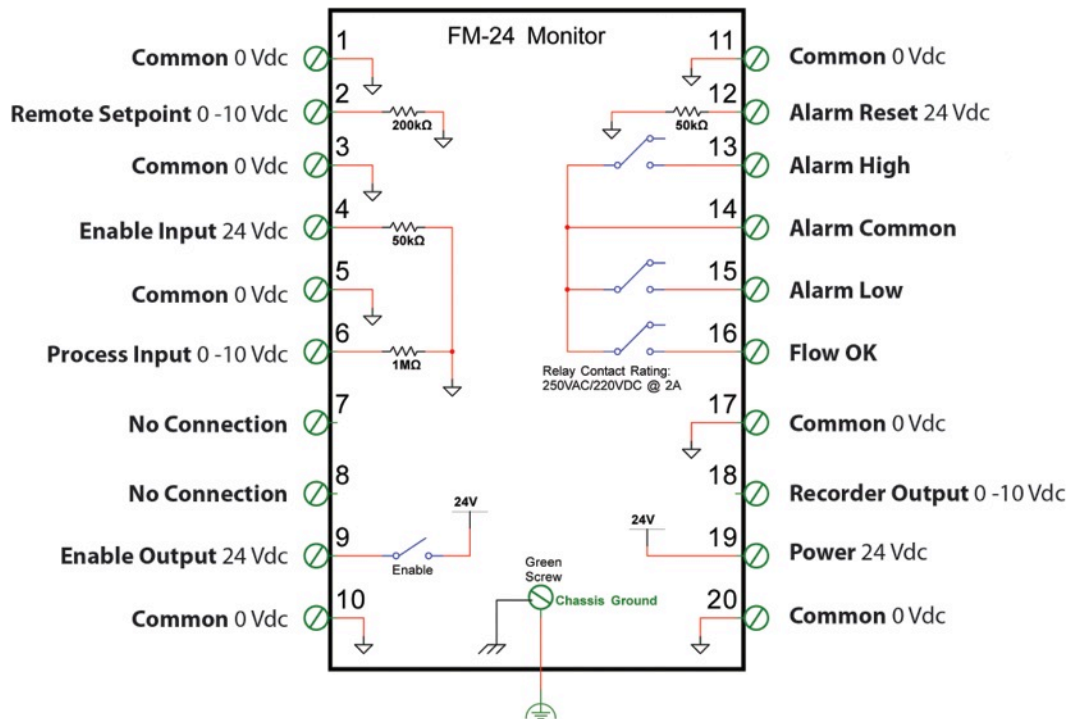 FM-24 Monitor
Common 0 Vdc 1
Remote Setpoint 0 -10 Vdc 2
200kΩ
Common 0 Vdc 3
Enable Input 24 Vdc 4
50kΩ
Common 0 Vdc 5
Process Input 0 -10 Vdc 6
1MΩ
No Connection 7
No Connection 8
24V
Enable Output 24 Vdc 9
Enable
Common 0 Vdc 10
11 Common 0 Vdc
12 Alarm Reset 24 Vdc
50kΩ
13 Alarm High
14 Alarm Common
15 Alarm Low
16 Flow OK
Relay Contact Rating:
250VAC/220VDC @ 2A
17 Common 0 Vdc
18 Recorder Output 0 -10 Vdc
24V
19 Power 24 Vdc
20 Common 0 Vdc
Green
Screw
Chassis Ground